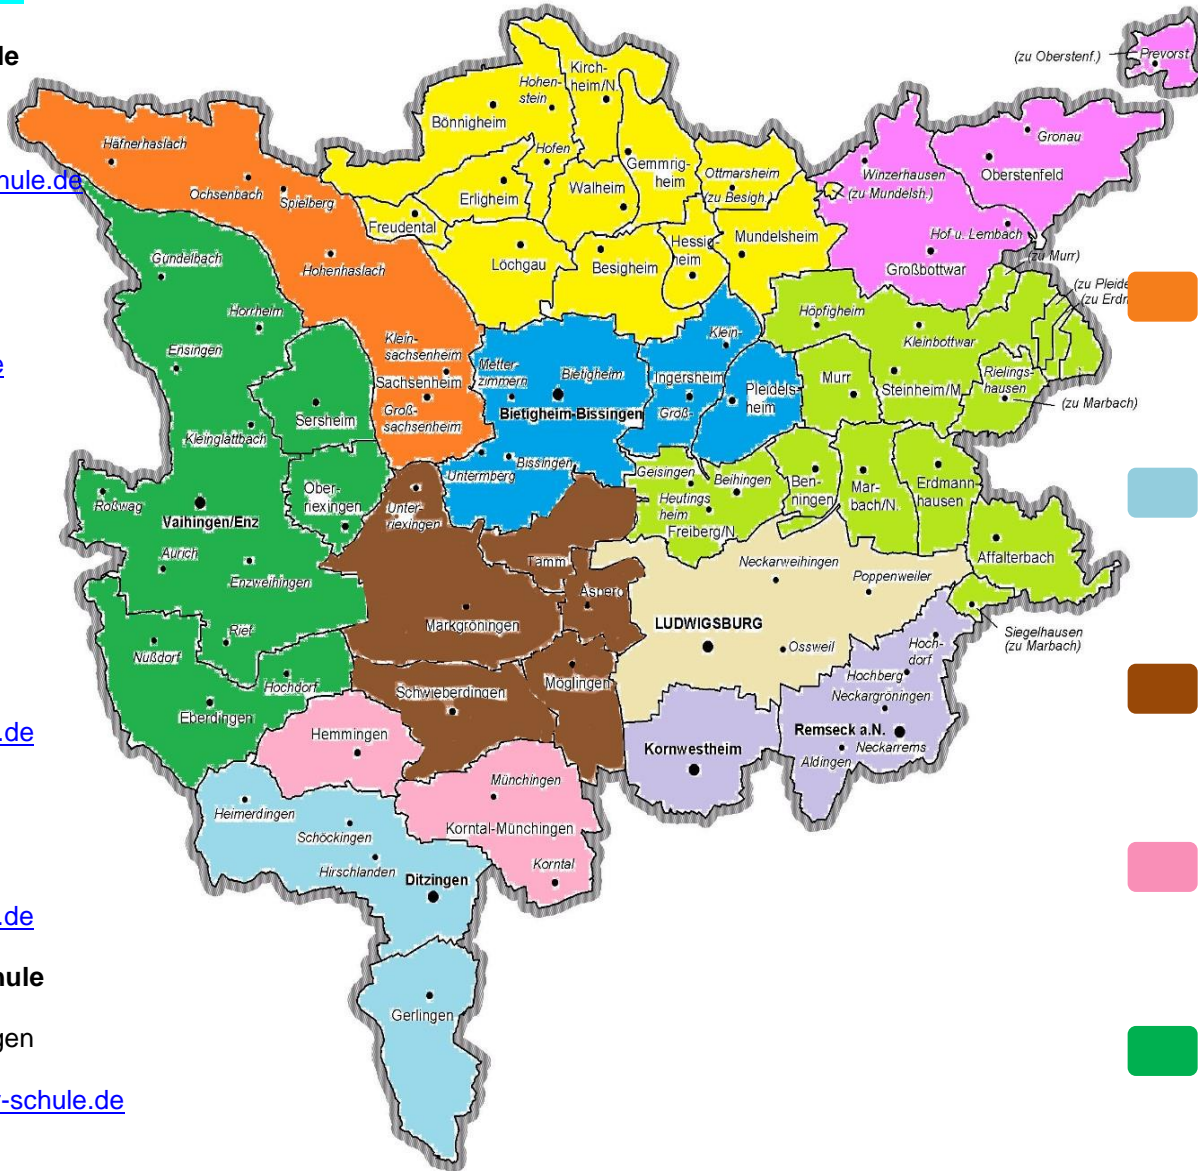 le
hule.de
e
.de
.de
hule
gen
r-schule.de
(zu Oberstenf.)
Prevorst
Kirch-
heim/N.
Hohen-
stein
Bönnigheim
Gronau
Häfnerhaslach
Hofen
Gemmrig-
heim
Ottmarsheim
(zu Besigh.)
Winzerhausen
(zu Mundelsh.)
Oberstenfeld
Ochsenbach
Spielberg
Erligheim
Walheim
Freudental
Hof u. Lembach
Gündelbach
Hohenhaslach
Löchgau
Besigheim
Hessig-
heim
Mundelsheim
Großbottwar
(zu Murr)
(zu Pleide
(zu Erdm
Horrheim
Höpfigheim
Kleinbottwar
Ensingen
Klein-
sachsenheim
Sachsenheim
Groß-
sachsenheim
Metter-
zimmern
Bietigheim
Bietigheim-Bissingen
Klein-
Ingersheim
Groß-
Pleidels-
heim
Murr
Steinheim/M.
Rielings-
hausen
(zu Marbach)
Sersheim
Kleinglattbach
Untermberg
Bissingen
Geisingen
Beihingen
Heutings
heim
Freiberg/N
Ben-
ningen
Mar-
bach/N.
Erdmann-
hausen
Roßwag
Ober-
riexingen
Unter-
riexingen
Vaihingen/Enz
Aurich
Enzweihingen
Tamm
Asperg
Neckarweihingen
Poppenweiler
Affalterbach
Markgröningen
LUDWIGSBURG
Ossweil
Siegelhausen
(zu Marbach)
Riet
Nußdorf
Hochdorf
Eberdingen
Schwieberdingen
Möglingen
Hoch-
dorf
Hochberg
Neckargröningen
Remseck a.N.
Neckarrems
Aldingen
Kornwestheim
Hemmingen
Münchingen
Korntal-Münchingen
Korntal
Heimerdingen
Schöckingen
Hirschlanden
Ditzingen
Gerlingen